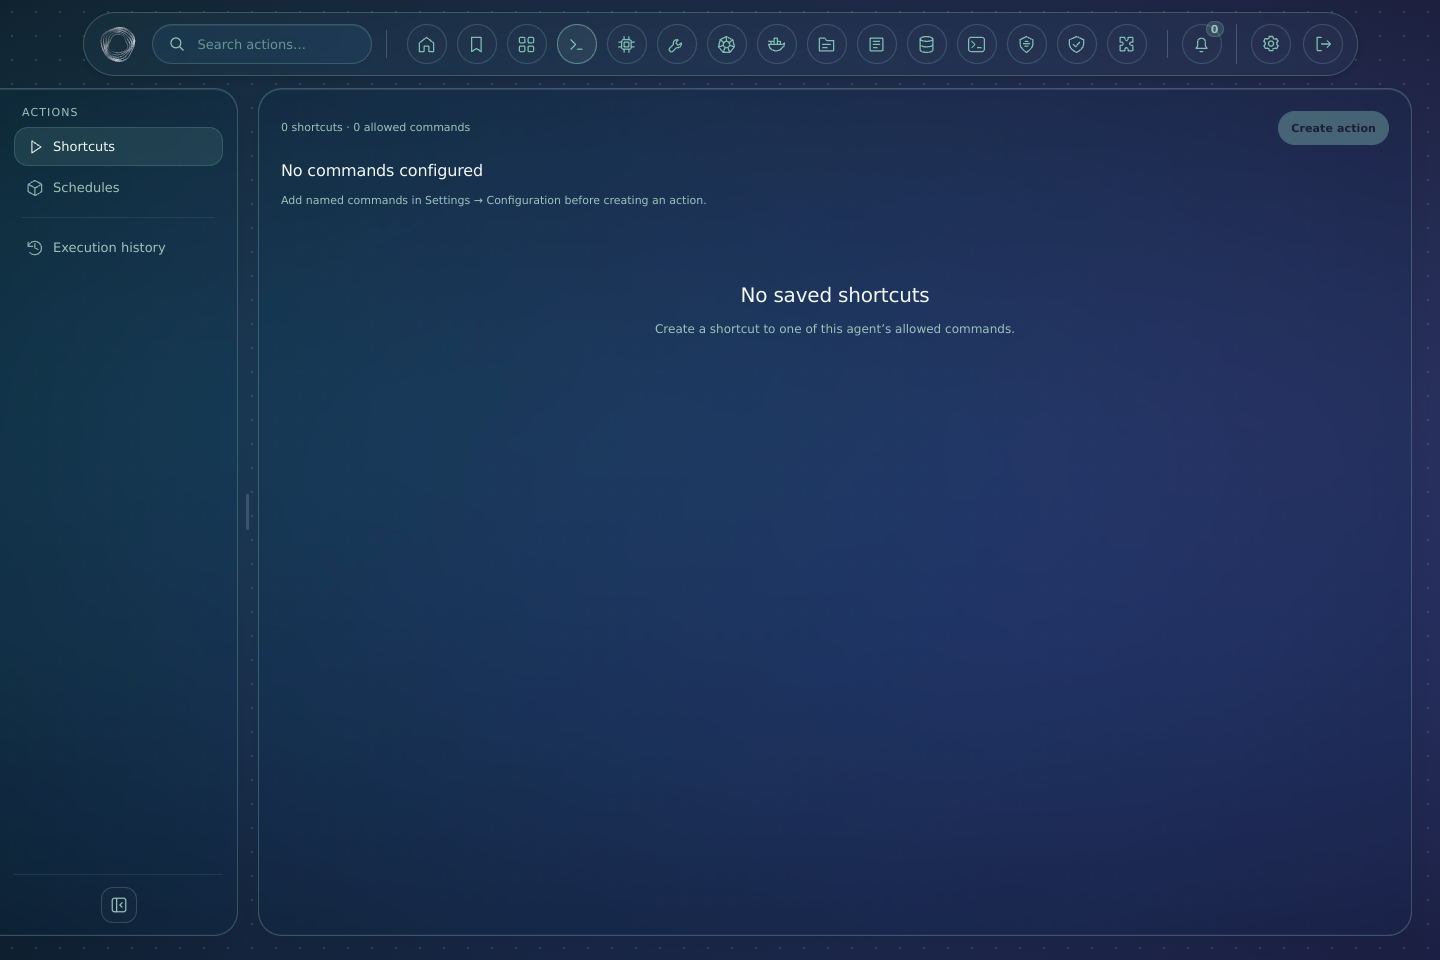 Search actions...
0
ACTIONS
Shortcuts
Schedules
Execution history
0 shortcuts · 0 allowed commands
Create action
No commands configured
Add named commands in Settings → Configuration before creating an action.
No saved shortcuts
Create a shortcut to one of this agent’s allowed commands.